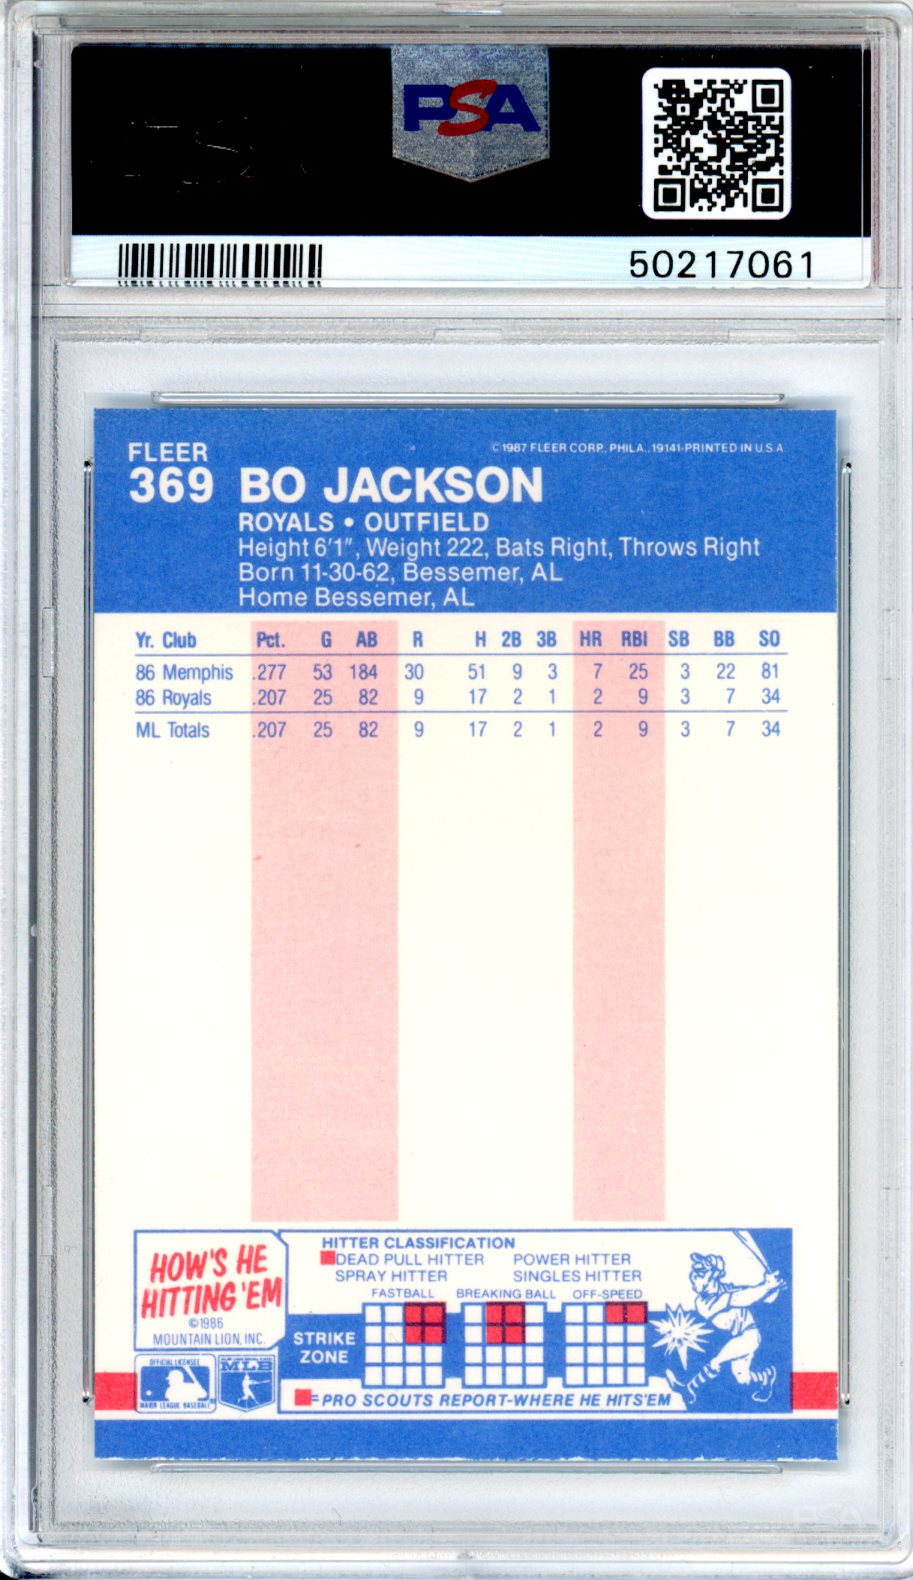 PSA
50217061
FLEER
©1987 FLEER CORP., PHILA., 19141-PRINTED IN U.S.A
369 BO JACKSON
ROYALS • OUTFIELD
Height 6'1", Weight 222, Bats Right, Throws Right
Born 11-30-62, Bessemer, AL
Home Bessemer, AL
Yr. Club Pct. G AB R H 2B 3B HR RBI SB BB SO
86 Memphis .277 53 184 30 51 9 3 7 25 3 22 81
86 Royals .207 25 82 9 17 2 1 2 9 3 7 34
ML Totals .207 25 82 9 17 2 1 2 9 3 7 34
HOW'S HE
HITTING 'EM
©1986
MOUNTAIN LION, INC.
HITTER CLASSIFICATION
DEAD PULL HITTER POWER HITTER
SPRAY HITTER SINGLES HITTER
FASTBALL BREAKING BALL OFF-SPEED
STRIKE
ZONE
=PRO SCOUTS REPORT-WHERE HE HITS'EM
OFFICIAL LICENSEE
MAJOR LEAGUE BASEBALL
MLB